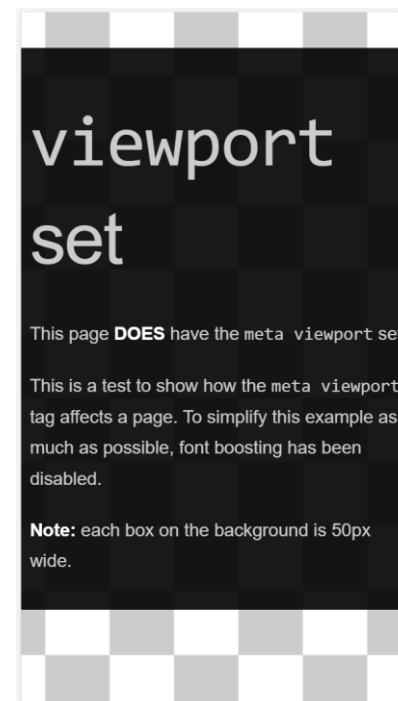 viewport
set
This page DOES have the meta viewport set
This is a test to show how the meta viewport
tag affects a page. To simplify this example as
much as possible, font boosting has been
disabled.
Note: each box on the background is 50px
wide.